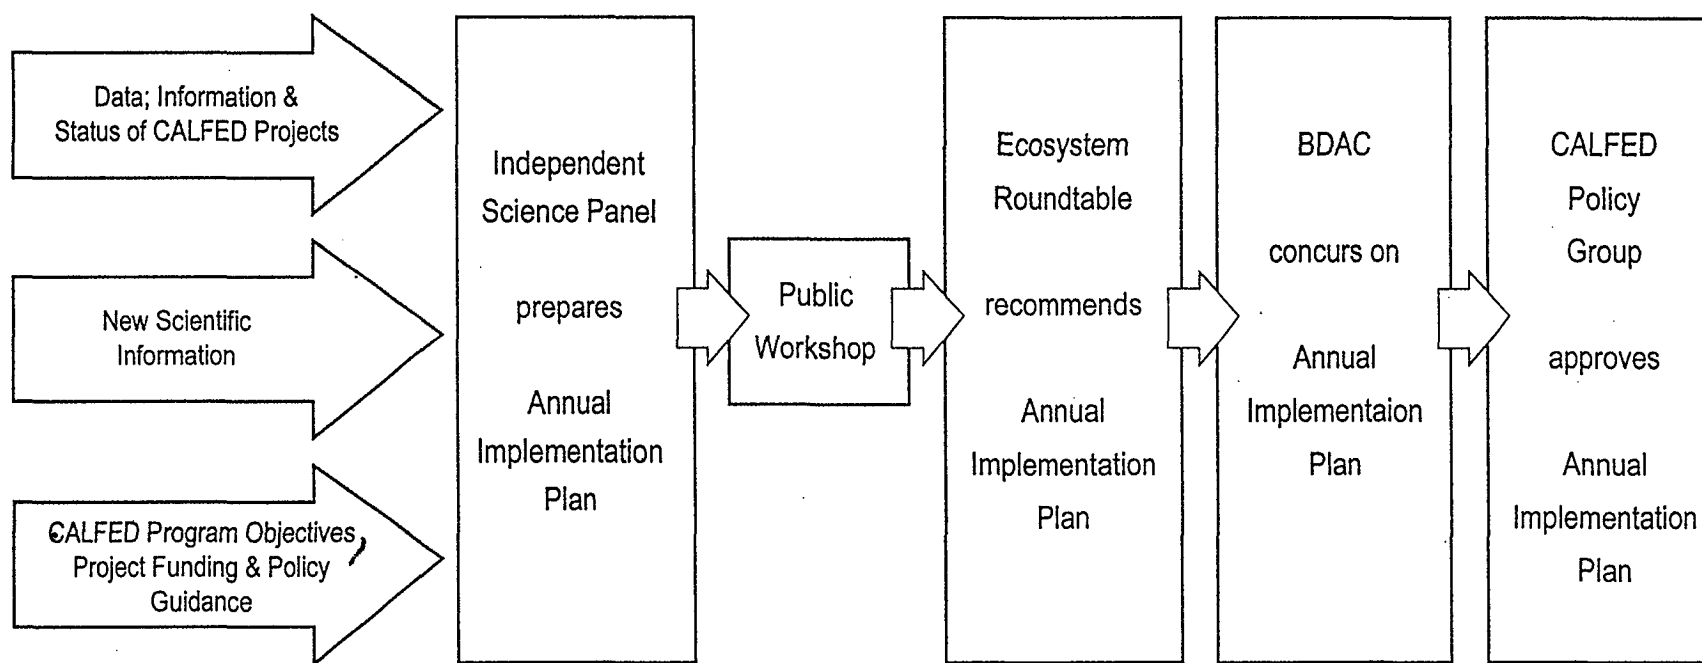 Data; Information &
Status of CALFED Projects
New Scientific
Information
CALFED Program Objectives,
Project Funding & Policy
Guidance
Independent
Science Panel
prepares
Annual
Implementation
Plan
Public
Workshop
Ecosystem
Roundtable
recommends
Annual
Implementation
Plan
BDAC
concurs on
Annual
Implementaion
Plan
CALFED
Policy
Group
approves
Annual
Implementation
Plan